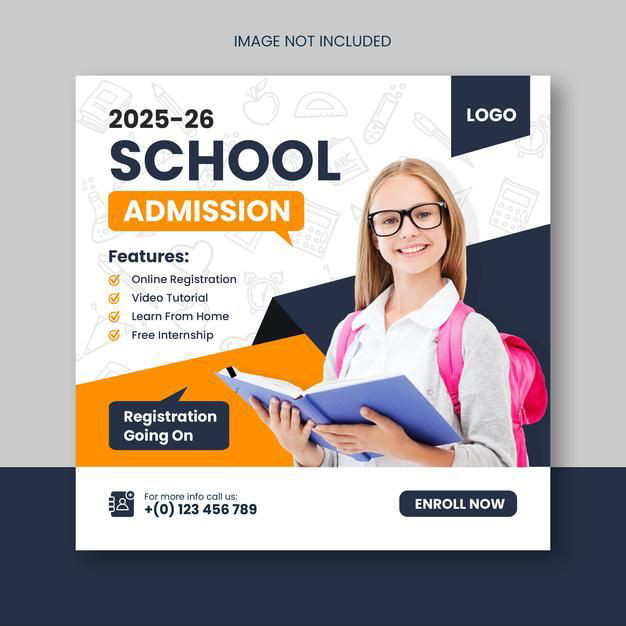 IMAGE NOT INCLUDED
LOGO
2025-26
SCHOOL
ADMISSION
Features:
Online Registration
Video Tutorial
Learn From Home
Free Internship
Registration
Going On
For more info call us:
+(0) 123 456 789
ENROLL NOW